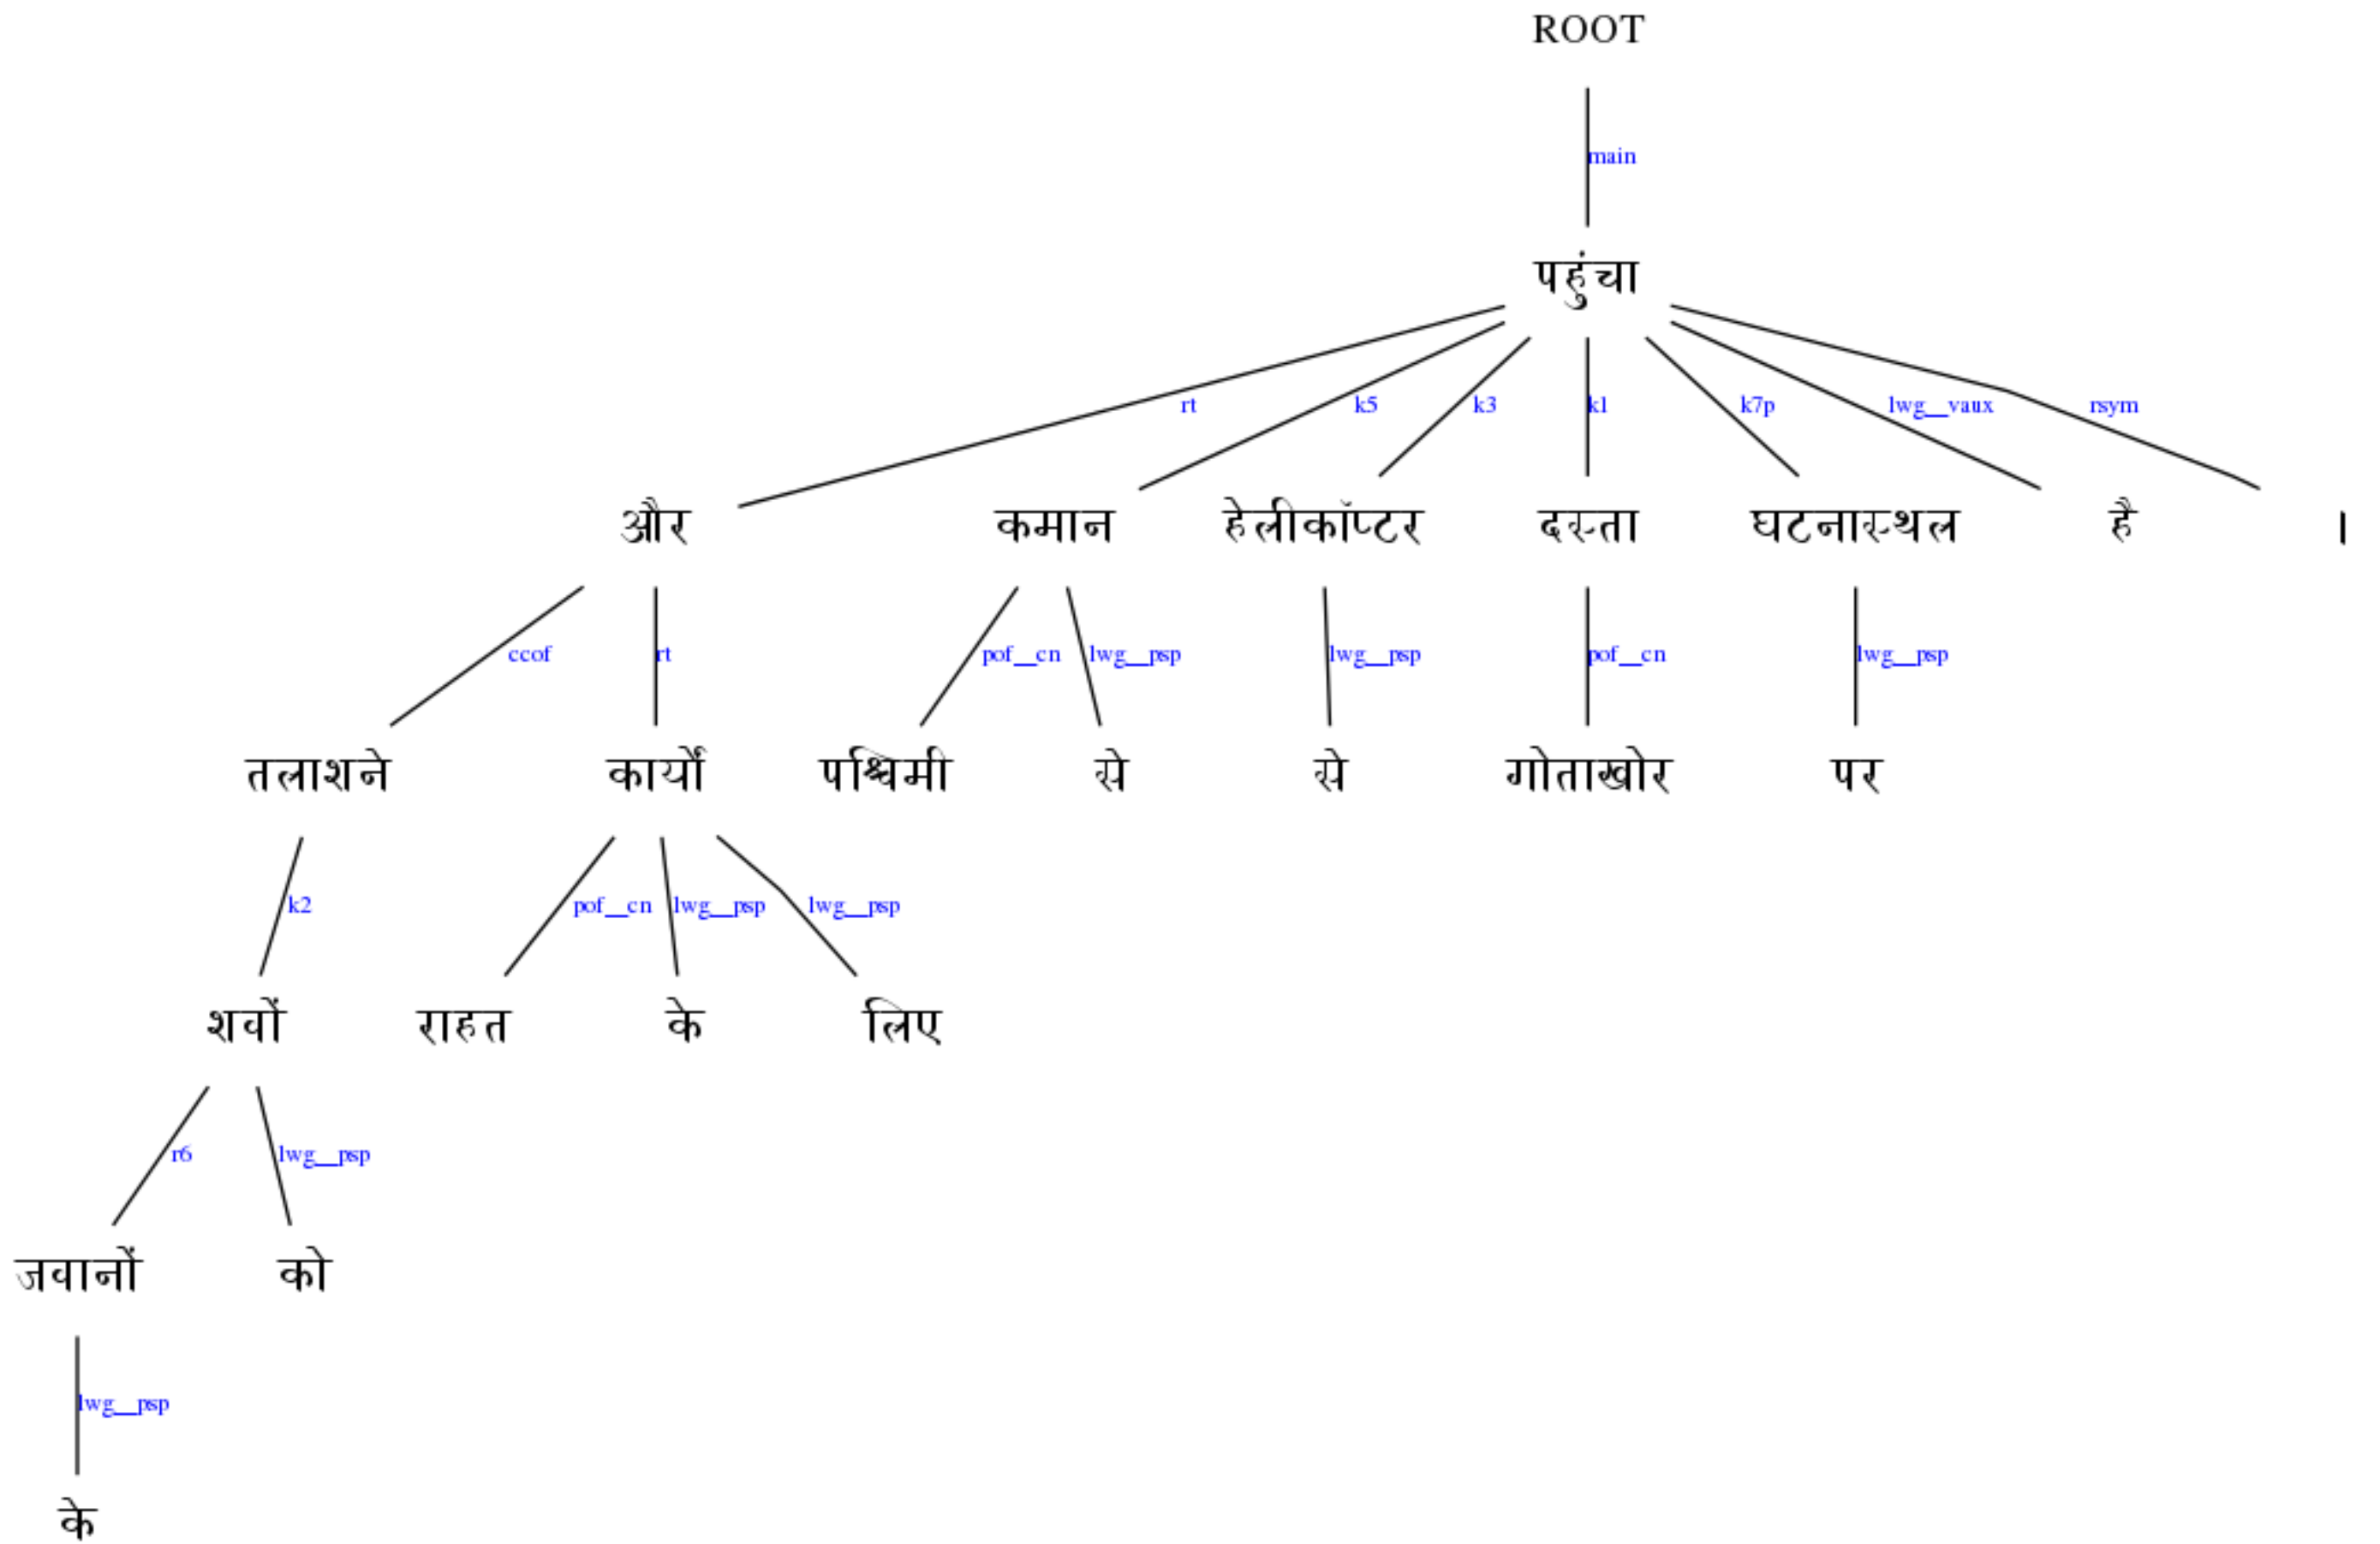 ROOT
main
पहुंचा
rt k5 k3 k1 k7p lwg__vaux rsym
और कमान हेलीकॉप्टर दस्ता घटनास्थल है ।
ccof rt pof__cn lwg__psp lwg__psp pof__cn lwg__psp
तलाशने कार्यों पश्चिमी से से गोताखोर पर
k2 pof__cn lwg__psp lwg__psp
शवों राहत के लिए
r6 lwg__psp
जवानों को
lwg__psp
के